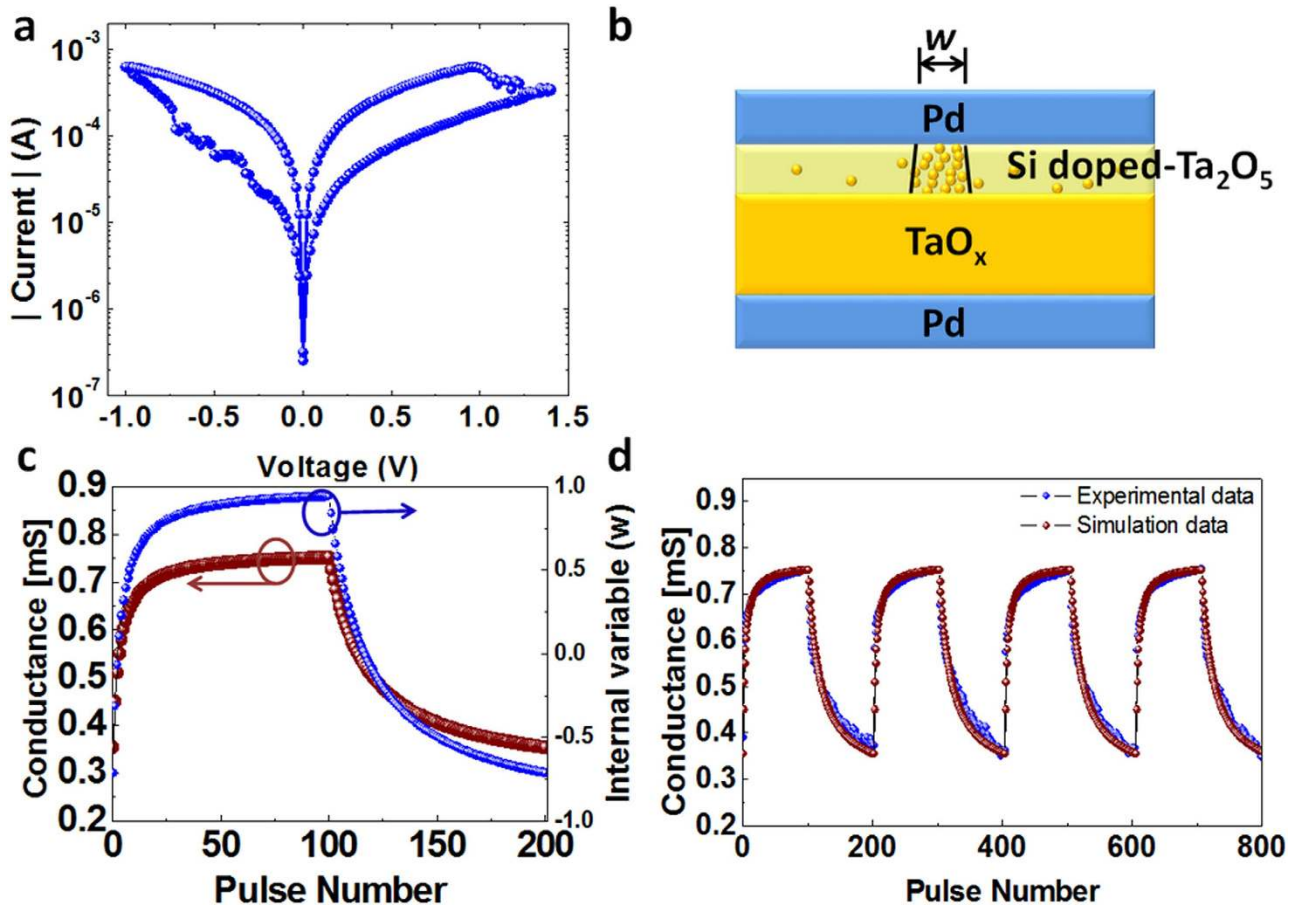 a
| Current | (A)
10⁻³
10⁻⁴
10⁻⁵
10⁻⁶
10⁻⁷
-1.0 -0.5 0.0 0.5 1.0 1.5
Voltage (V)
b
w
Pd
Si doped-Ta₂O₅
TaOₓ
Pd
c
Conductance [mS]
0.9
0.8
0.7
0.6
0.5
0.4
0.3
0.2
0 50 100 150 200
Pulse Number
1.0
0.5
0.0
-0.5
-1.0
Internal variable (w)
d
Conductance [mS]
0.9
0.8
0.7
0.6
0.5
0.4
0.3
0.2
Experimental data
Simulation data
0 200 400 600 800
Pulse Number